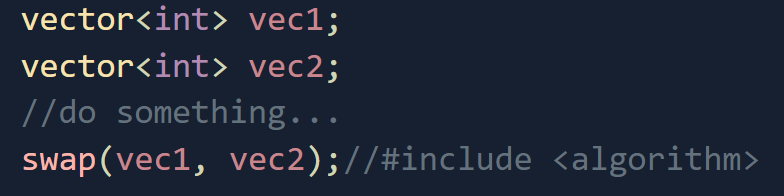 vector<int> vec1;
vector<int> vec2;
//do something...
swap(vec1, vec2);//#include <algorithm>